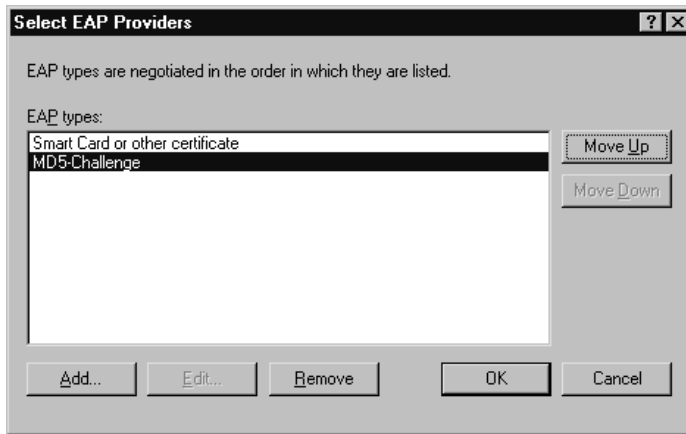 Select EAP Providers
EAP types are negotiated in the order in which they are listed.
EAP types:
Smart Card or other certificate
MD5-Challenge
Move Up
Move Down
Add...
Edit...
Remove
OK
Cancel